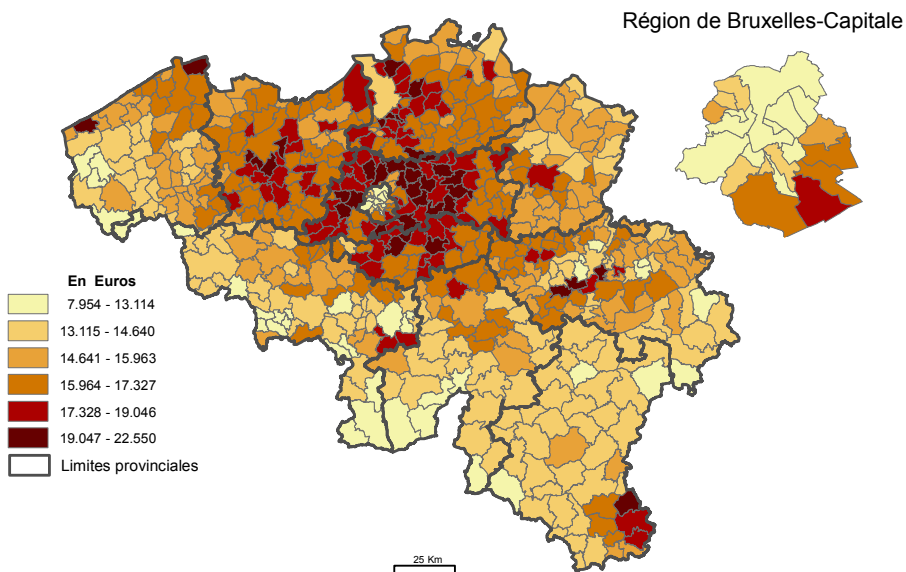 Région de Bruxelles-Capitale
En Euros
7.954 - 13.114
13.115 - 14.640
14.641 - 15.963
15.964 - 17.327
17.328 - 19.046
19.047 - 22.550
Limites provinciales
25 Km